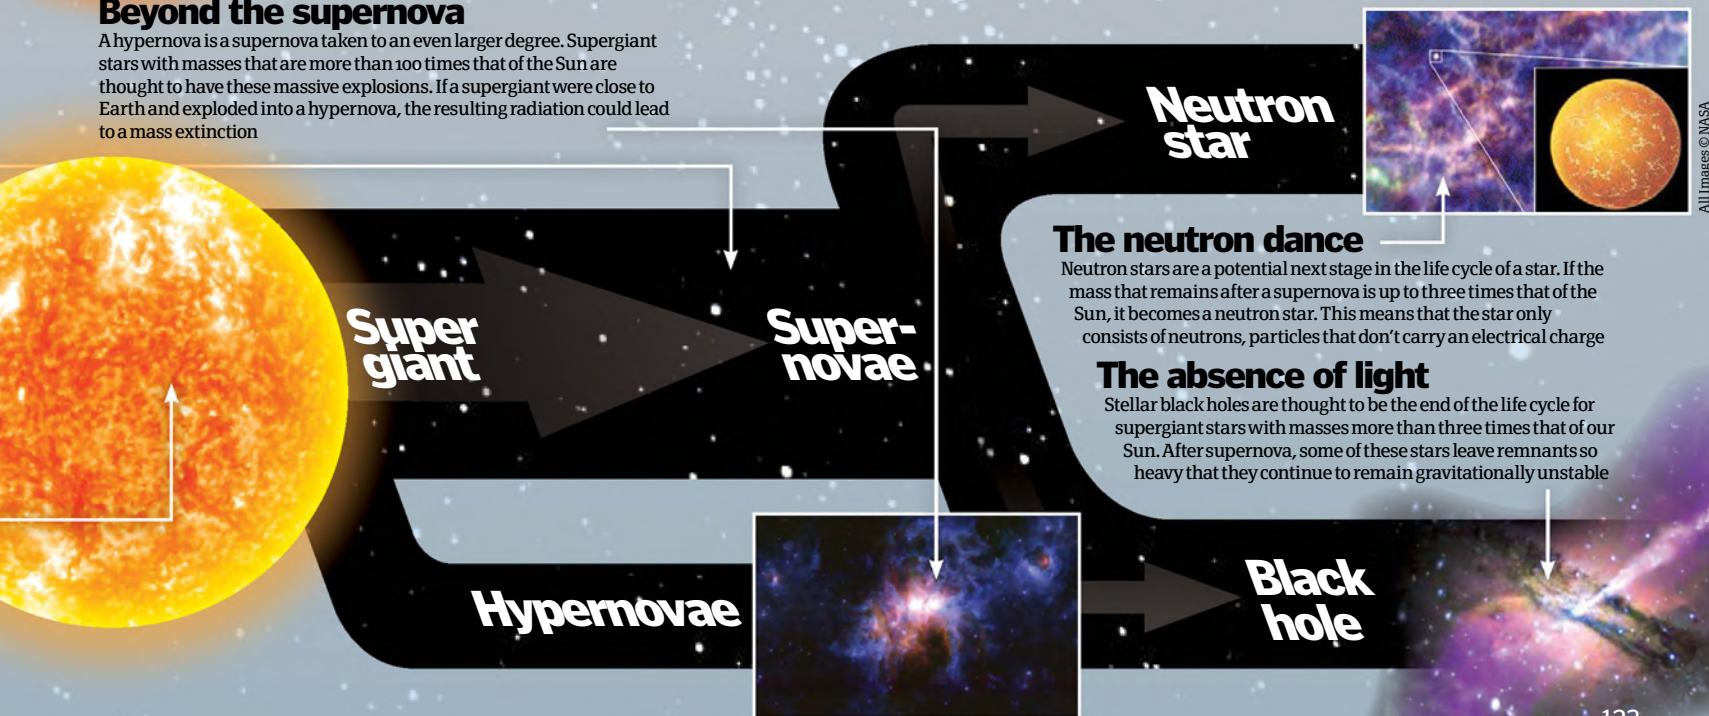 Beyond the supernova
A hypernova is a supernova taken to an even larger degree. Supergiant
stars with masses that are more than 100 times that of the Sun are
thought to have these massive explosions. If a supergiant were close to
Earth and exploded into a hypernova, the resulting radiation could lead
to a mass extinction
Super
giant
Super-
novae
Hypernovae
Neutron
star
All Images © NASA
The neutron dance
Neutron stars are a potential next stage in the life cycle of a star. If the
mass that remains after a supernova is up to three times that of the
Sun, it becomes a neutron star. This means that the star only
consists of neutrons, particles that don't carry an electrical charge
The absence of light
Stellar black holes are thought to be the end of the life cycle for
supergiant stars with masses more than three times that of our
Sun. After supernova, some of these stars leave remnants so
heavy that they continue to remain gravitationally unstable
Black
hole